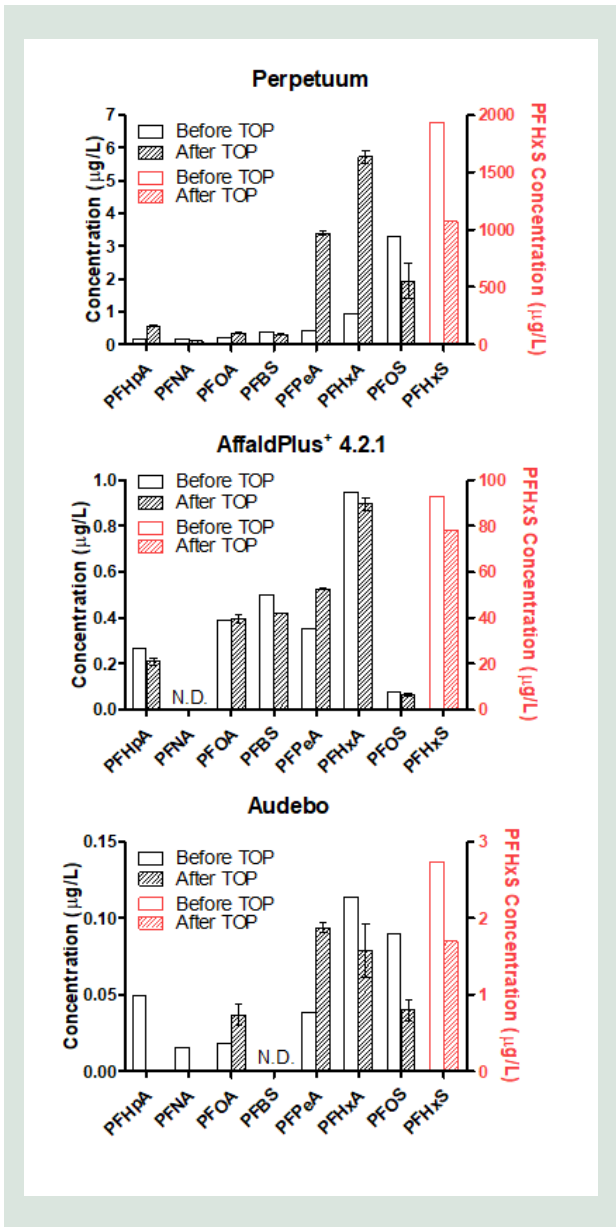 Perpetuum
7
6
5
4
3
2
1
0
Concentration (µg/L)
Before TOP
After TOP
Before TOP
After TOP
2000
1500
1000
500
0
PFHxS Concentration (µg/L)
PFHpA
PFNA
PFOA
PFBS
PFPeA
PFHxA
PFOS
PFHxS
AffaldPlus⁺ 4.2.1
1.0
0.8
0.6
0.4
0.2
0.0
Concentration (µg/L)
Before TOP
After TOP
Before TOP
After TOP
N.D.
100
80
60
40
20
0
PFHxS Concentration (µg/L)
PFHpA
PFNA
PFOA
PFBS
PFPeA
PFHxA
PFOS
PFHxS
Audebo
0.15
0.10
0.05
0.00
Concentration (µg/L)
Before TOP
After TOP
Before TOP
After TOP
N.D.
3
2
1
0
PFHxS Concentration (µg/L)
PFHpA
PFNA
PFOA
PFBS
PFPeA
PFHxA
PFOS
PFHxS